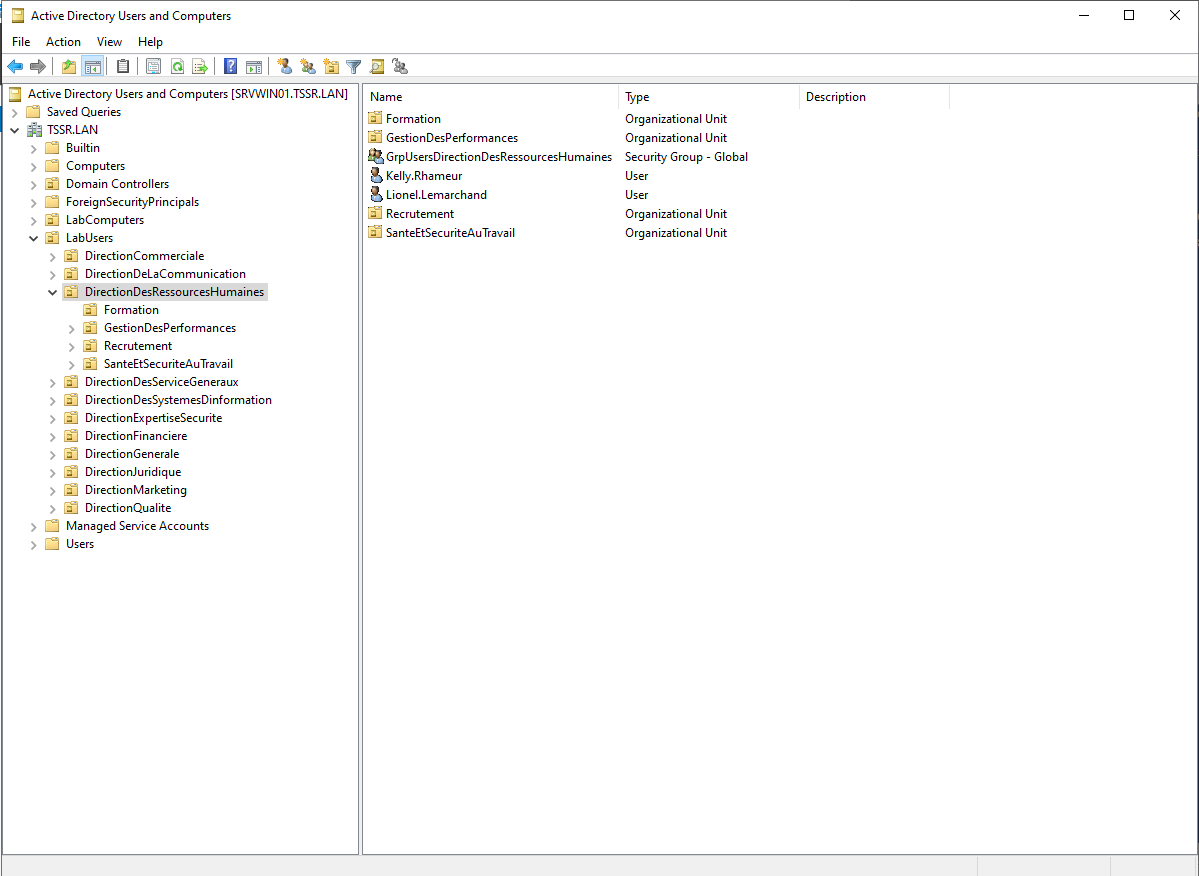 Active Directory Users and Computers
File Action View Help
Active Directory Users and Computers [SRVWIN01.TSSR.LAN]
Saved Queries
TSSR.LAN
Builtin
Computers
Domain Controllers
ForeignSecurityPrincipals
LabComputers
LabUsers
DirectionCommerciale
DirectionDeLaCommunication
DirectionDesRessourcesHumaines
Formation
GestionDesPerformances
Recrutement
SanteEtSecuriteAuTravail
DirectionDesServiceGeneraux
DirectionDesSystemesDinformation
DirectionExpertiseSecurite
DirectionFinanciere
DirectionGenerale
DirectionJuridique
DirectionMarketing
DirectionQualite
Managed Service Accounts
Users
Name Type Description
Formation Organizational Unit
GestionDesPerformances Organizational Unit
GrpUsersDirectionDesRessourcesHumaines Security Group - Global
Kelly.Rhameur User
Lionel.Lemarchand User
Recrutement Organizational Unit
SanteEtSecuriteAuTravail Organizational Unit